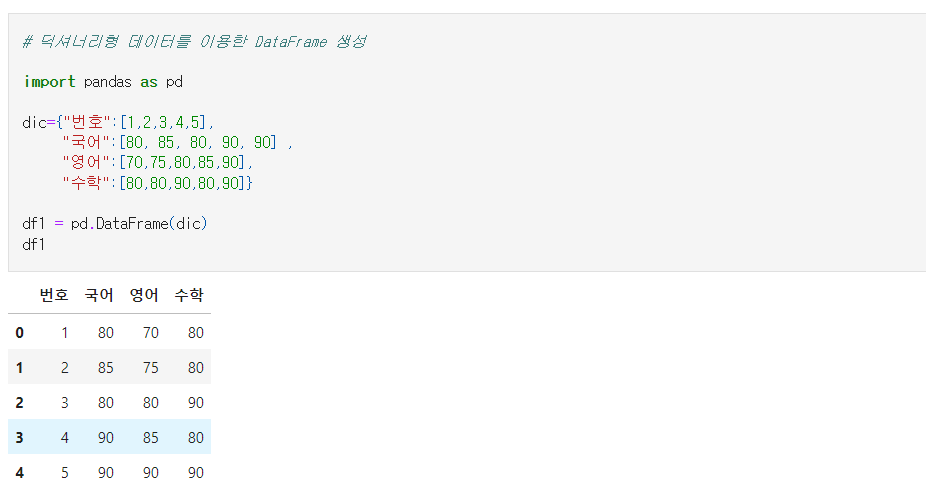 # 딕셔너리형 데이터를 이용한 DataFrame 생성
import pandas as pd
dic={"번호":[1,2,3,4,5],
"국어":[80, 85, 80, 90, 90] ,
"영어":[70,75,80,85,90],
"수학":[80,80,90,80,90]}
df1 = pd.DataFrame(dic)
df1
번호 국어 영어 수학
0 1 80 70 80
1 2 85 75 80
2 3 80 80 90
3 4 90 85 80
4 5 90 90 90